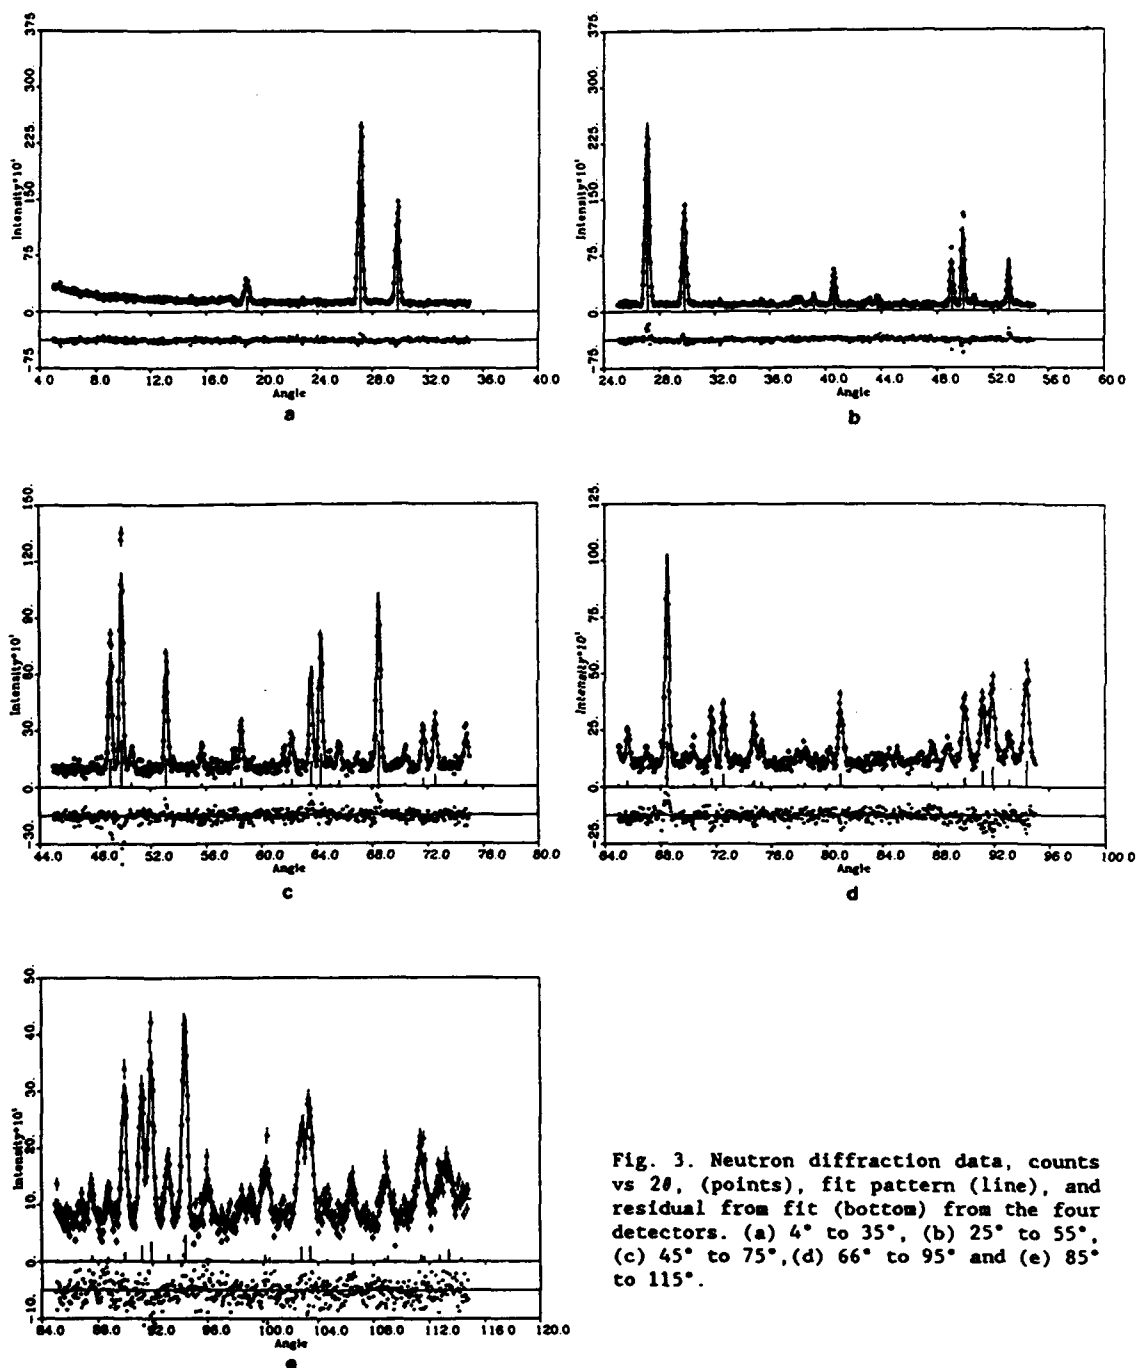 375
300.
225.
150.
75.
0.
-75.
Intensity*10¹
4.0 8.0 12.0 16.0 20.0 24.0 28.0 32.0 36.0 40.0
Angle
a
375
300.
225.
150.
75.
0.
-75.
Intensity*10¹
24.0 28.0 32.0 36.0 40.0 44.0 48.0 52.0 56.0 60.0
Angle
b
150.
120.
90.
60.
30.
0.
-30.
Intensity*10¹
44.0 48.0 52.0 56.0 60.0 64.0 68.0 72.0 76.0 80.0
Angle
c
125.
100.
75.
50.
25.
0.
-25.
Intensity*10¹
64.0 68.0 72.0 76.0 80.0 84.0 88.0 92.0 96.0 100.0
Angle
d
50.
40.
30.
20.
10.
0.
-10.
Intensity*10¹
84.0 88.0 92.0 96.0 100.0 104.0 108.0 112.0 116.0 120.0
Angle
e
Fig. 3. Neutron diffraction data, counts
vs 2θ, (points), fit pattern (line), and
residual from fit (bottom) from the four
detectors. (a) 4° to 35°, (b) 25° to 55°,
(c) 45° to 75°,(d) 66° to 95° and (e) 85°
to 115°.